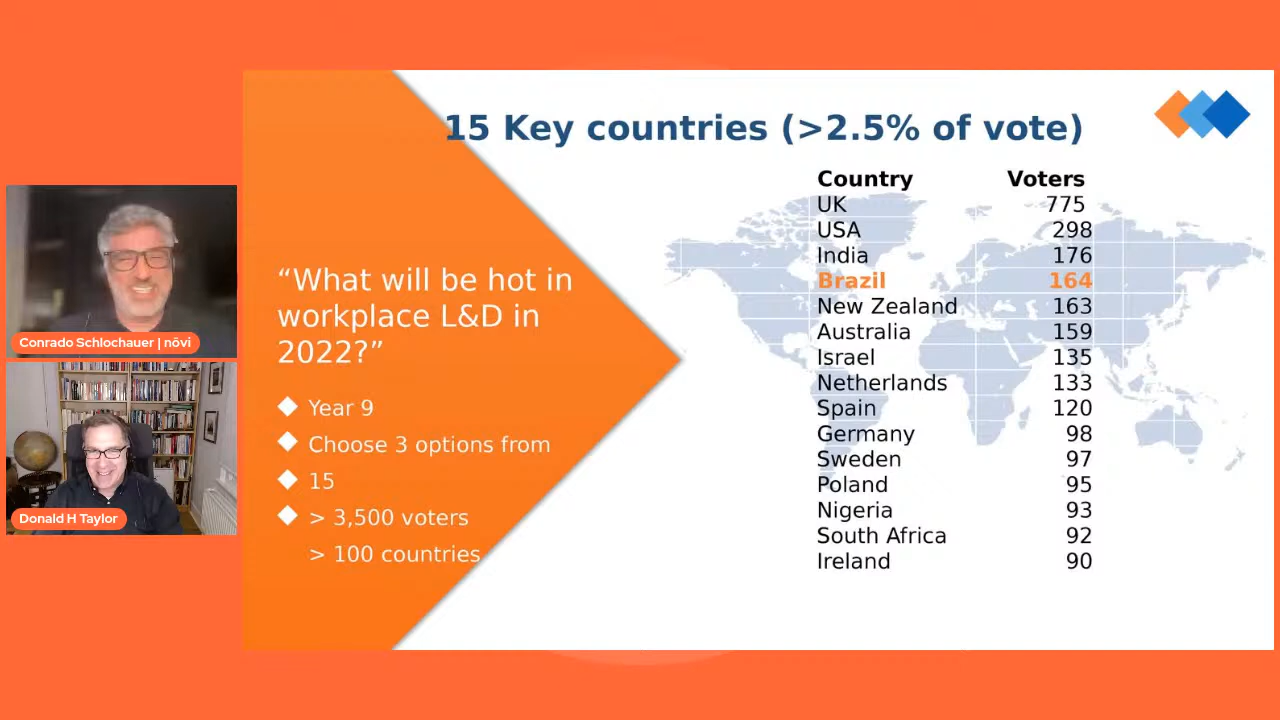 15 Key countries (>2.5% of vote)
“What will be hot in
workplace L&D in
2022?”
Year 9
Choose 3 options from
15
> 3,500 voters
> 100 countries
Country Voters
UK 775
USA 298
India 176
Brazil 164
New Zealand 163
Australia 159
Israel 135
Netherlands 133
Spain 120
Germany 98
Sweden 97
Poland 95
Nigeria 93
South Africa 92
Ireland 90
Conrado Schlochauer | nōvi
Donald H Taylor